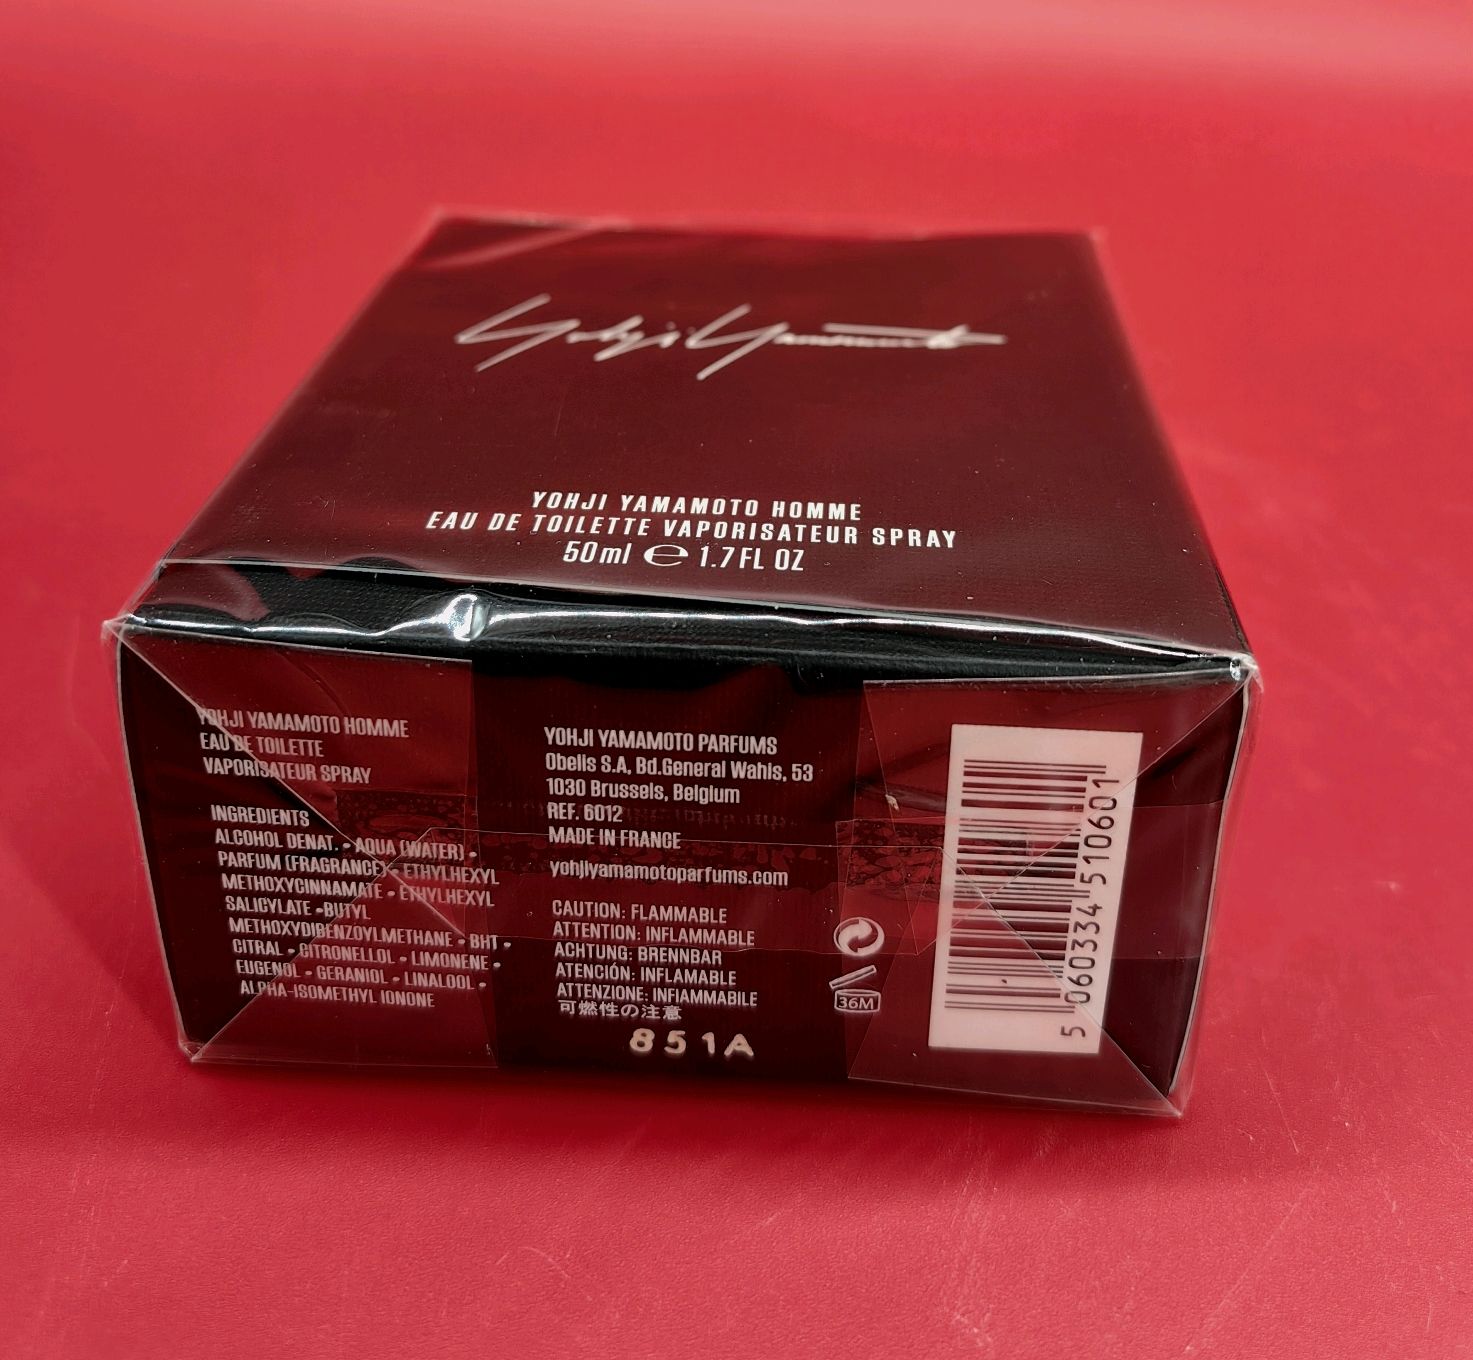 Yohji Yamamoto
YOHJI YAMAMOTO HOMME
EAU DE TOILETTE VAPORISATEUR SPRAY
50ml ℮ 1.7FL OZ
YOHJI YAMAMOTO HOMME
EAU DE TOILETTE
VAPORISATEUR SPRAY
INGREDIENTS
ALCOHOL DENAT. • AQUA (WATER) •
PARFUM (FRAGRANCE) • ETHYLHEXYL
METHOXYCINNAMATE • ETHYLHEXYL
SALICYLATE •BUTYL
METHOXYDIBENZOYLMETHANE • BHT •
CITRAL • CITRONELLOL • LIMONENE •
EUGENOL • GERANIOL • LINALOOL •
ALPHA-ISOMETHYL IONONE
YOHJI YAMAMOTO PARFUMS
Obelis S.A, Bd.General Wahis, 53
1030 Brussels, Belgium
REF. 6012
MADE IN FRANCE
yohjiyamamotoparfums.com
CAUTION: FLAMMABLE
ATTENTION: INFLAMMABLE
ACHTUNG: BRENNBAR
ATENCIÓN: INFLAMABLE
ATTENZIONE: INFIAMMABILE
可燃性の注意
851A
36M
5 060334 510601